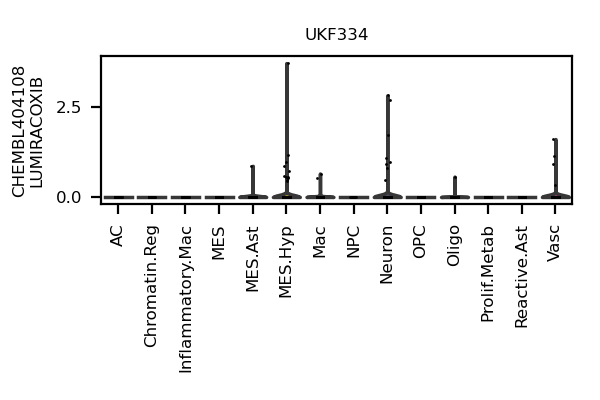 UKF334
CHEMBL404108
LUMIRACOXIB
2.5
0.0
AC
Chromatin.Reg
Inflammatory.Mac
MES
MES.Ast
MES.Hyp
Mac
NPC
Neuron
OPC
Oligo
Prolif.Metab
Reactive.Ast
Vasc